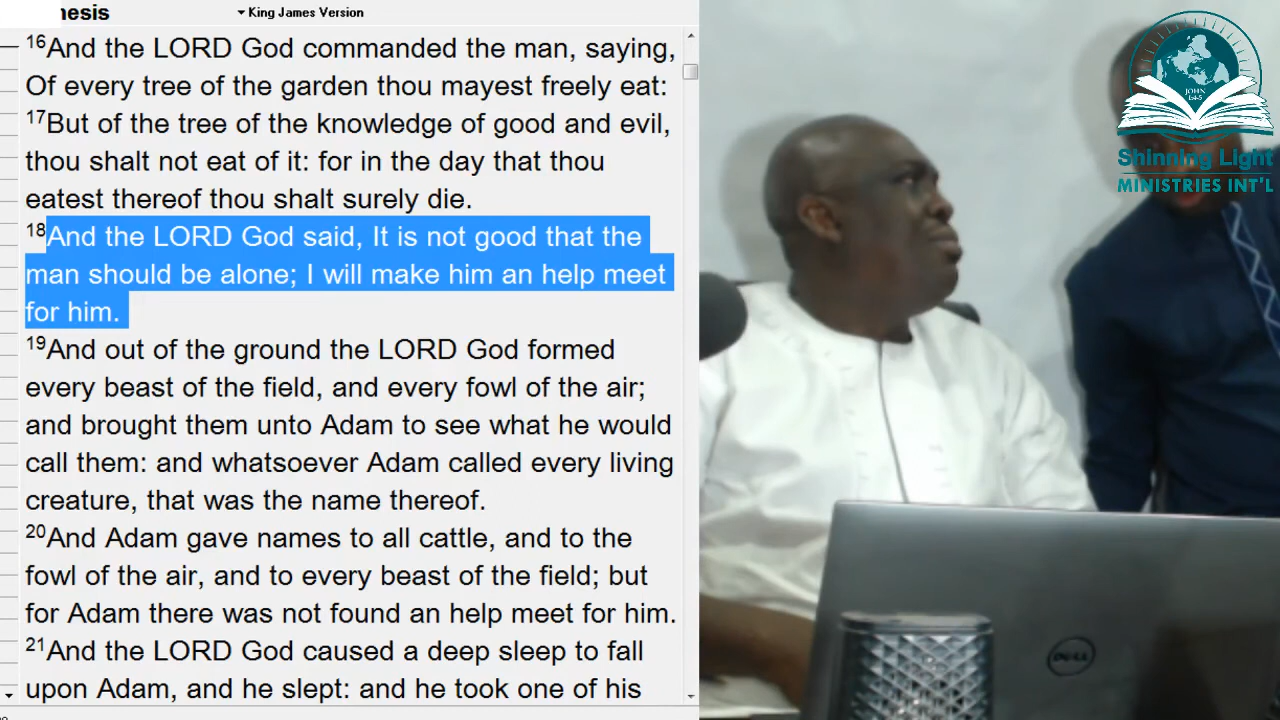 nesis
King James Version
16And the LORD God commanded the man, saying,
Of every tree of the garden thou mayest freely eat:
17But of the tree of the knowledge of good and evil,
thou shalt not eat of it: for in the day that thou
eatest thereof thou shalt surely die.
18And the LORD God said, It is not good that the
man should be alone; I will make him an help meet
for him.
19And out of the ground the LORD God formed
every beast of the field, and every fowl of the air;
and brought them unto Adam to see what he would
call them: and whatsoever Adam called every living
creature, that was the name thereof.
20And Adam gave names to all cattle, and to the
fowl of the air, and to every beast of the field; but
for Adam there was not found an help meet for him.
21And the LORD God caused a deep sleep to fall
upon Adam, and he slept: and he took one of his
JOHN
1:4-5
Shinning Light
MINISTRIES INT'L
DELL